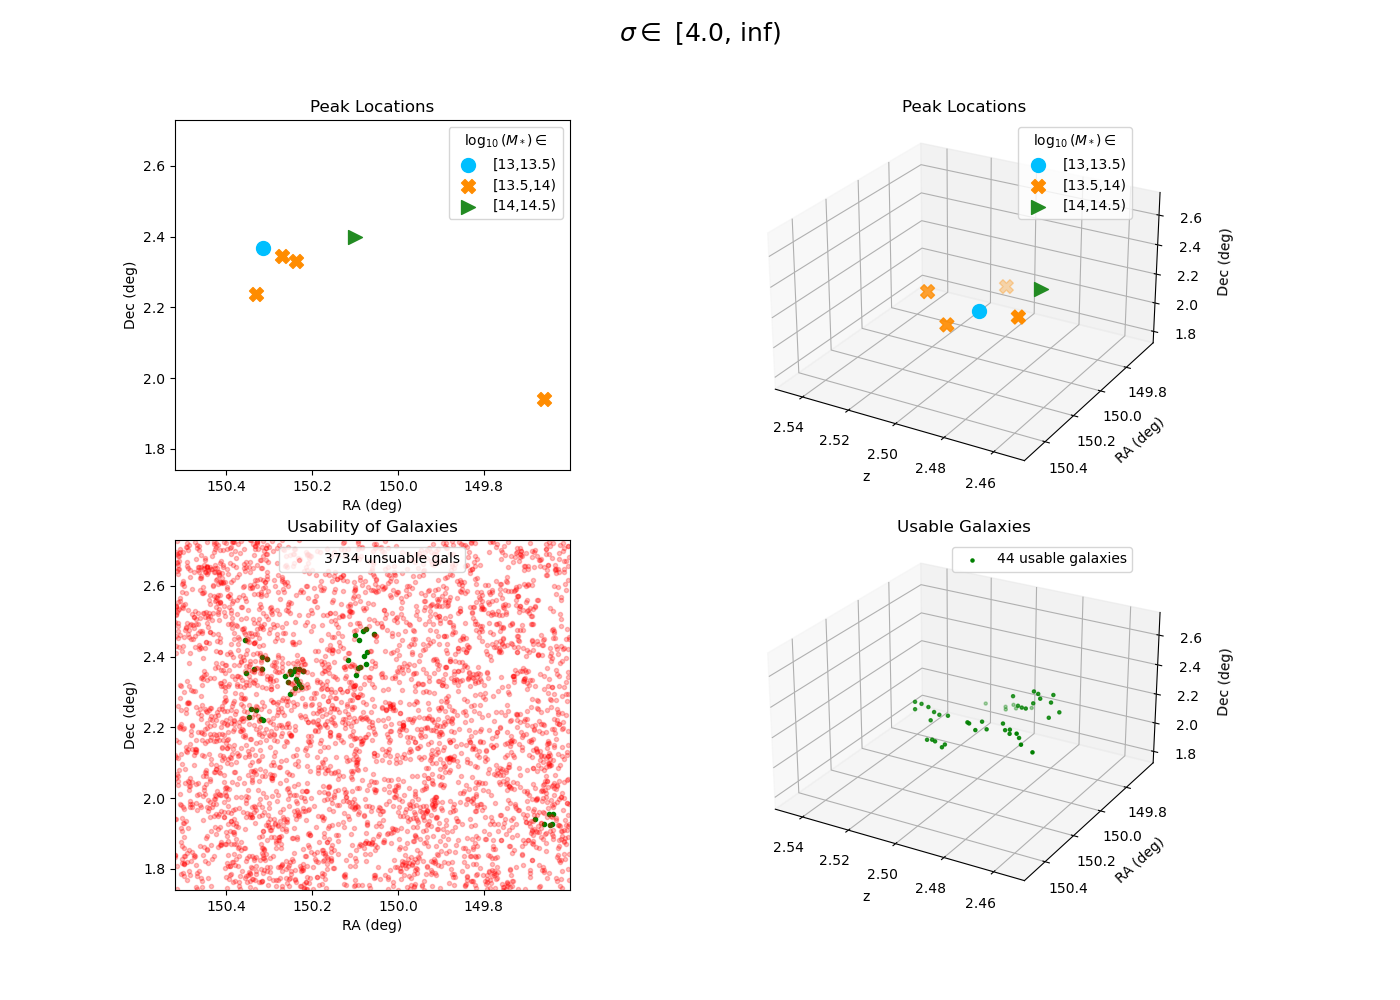 σ ∈ [4.0, inf)
Peak Locations
log₁₀(M*) ∈
[13,13.5)
[13.5,14)
[14,14.5)
2.6
2.4
2.2
2.0
1.8
Dec (deg)
150.4 150.2 150.0 149.8
RA (deg)
Peak Locations
log₁₀(M*) ∈
[13,13.5)
[13.5,14)
[14,14.5)
2.6
2.4
2.2
2.0
1.8
Dec (deg)
149.8
150.0
150.2
150.4
RA (deg)
2.54
2.52
2.50
2.48
2.46
z
Usability of Galaxies
3734 unsuable gals
2.6
2.4
2.2
2.0
1.8
Dec (deg)
150.4 150.2 150.0 149.8
RA (deg)
Usable Galaxies
44 usable galaxies
2.6
2.4
2.2
2.0
1.8
Dec (deg)
149.8
150.0
150.2
150.4
RA (deg)
2.54
2.52
2.50
2.48
2.46
z